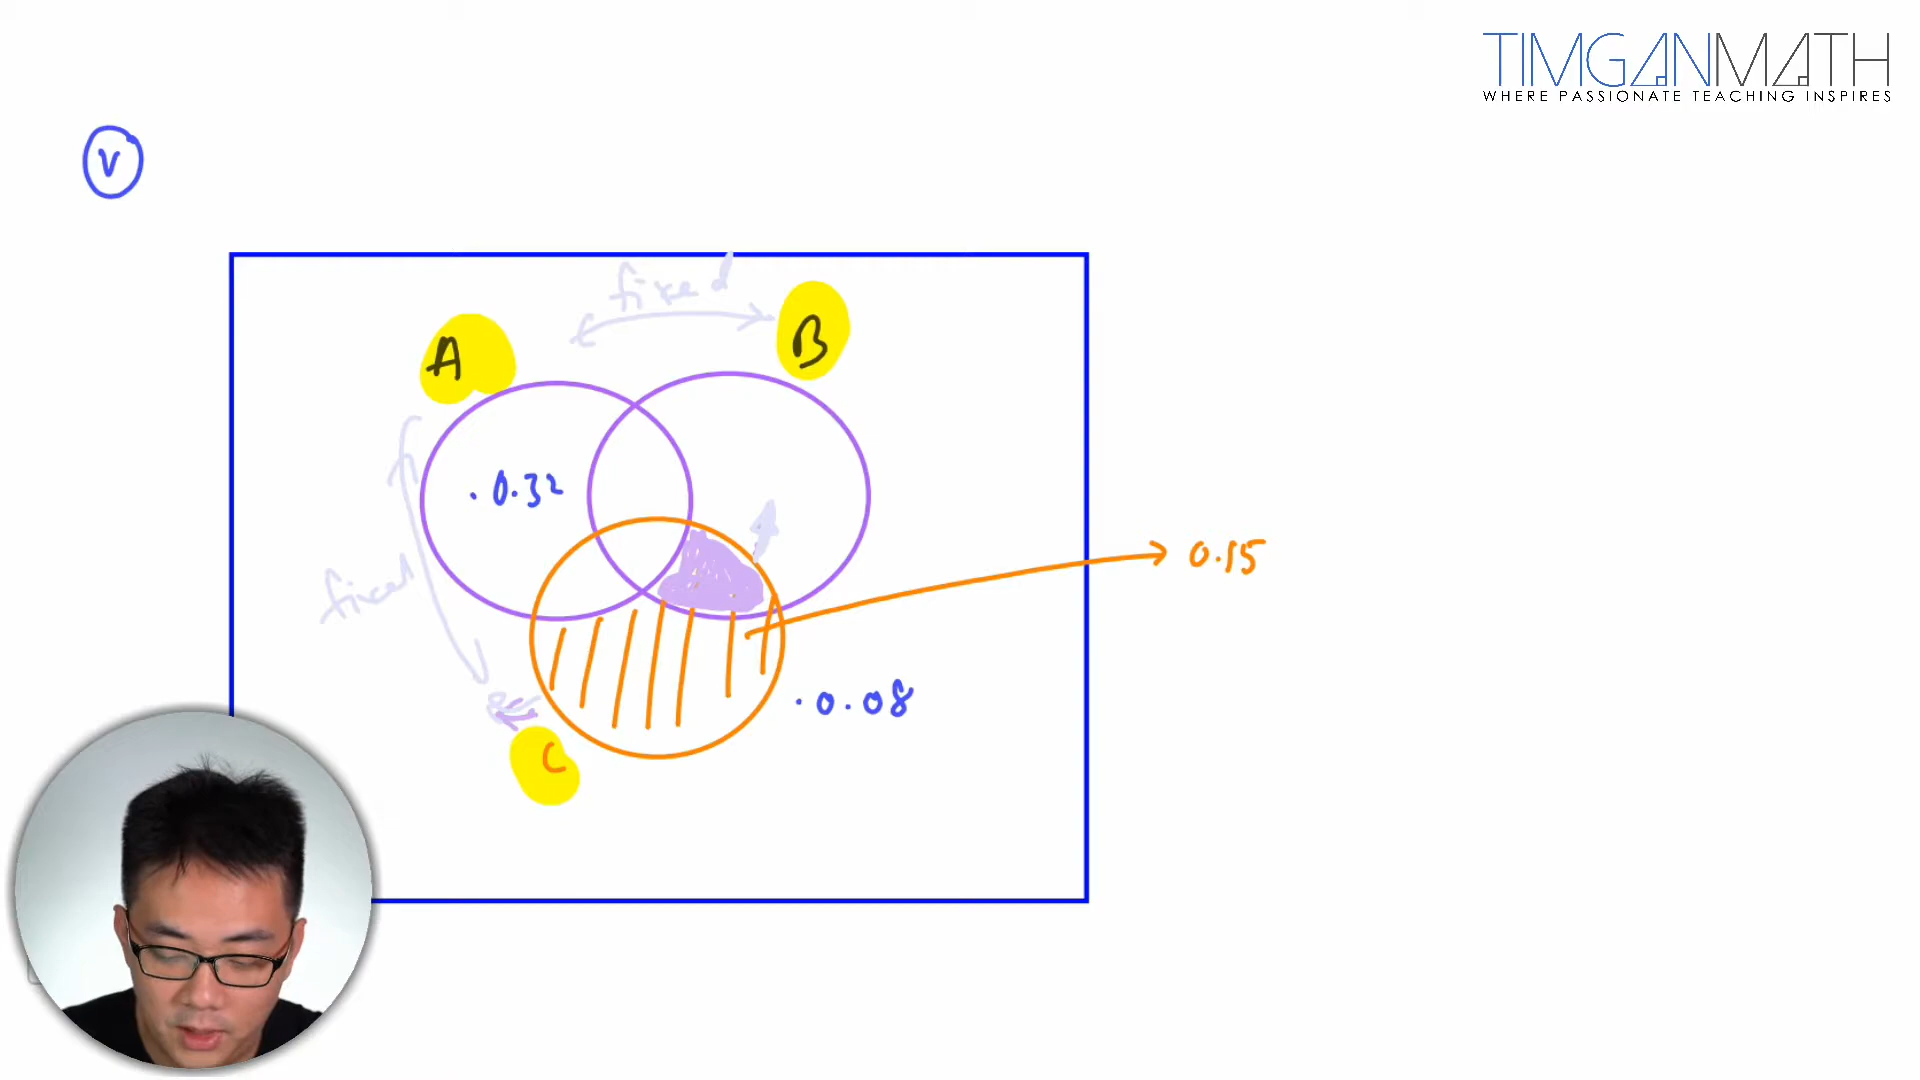 TIMGANMATH
WHERE PASSIONATE TEACHING INSPIRES
V
fixed
A
B
. 0.32
0.15
fixed
. 0.08
C